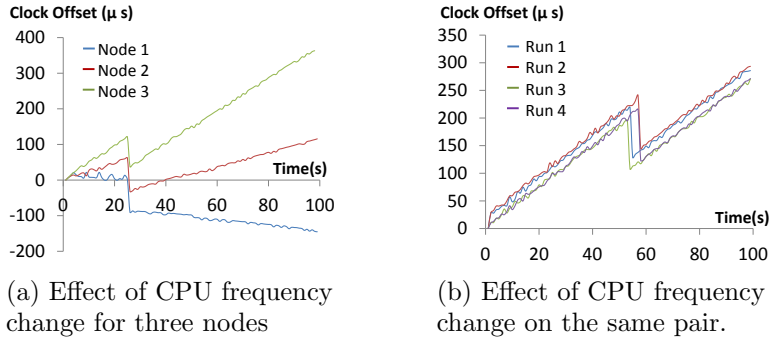 Clock Offset (μ s)
400
300
200
100
0
-100
-200
Node 1
Node 2
Node 3
Time(s)
0 20 40 60 80 100
(a) Effect of CPU frequency
change for three nodes
Clock Offset (μ s)
350
300
250
200
150
100
50
0
Run 1
Run 2
Run 3
Run 4
Time(s)
0 20 40 60 80 100
(b) Effect of CPU frequency
change on the same pair.